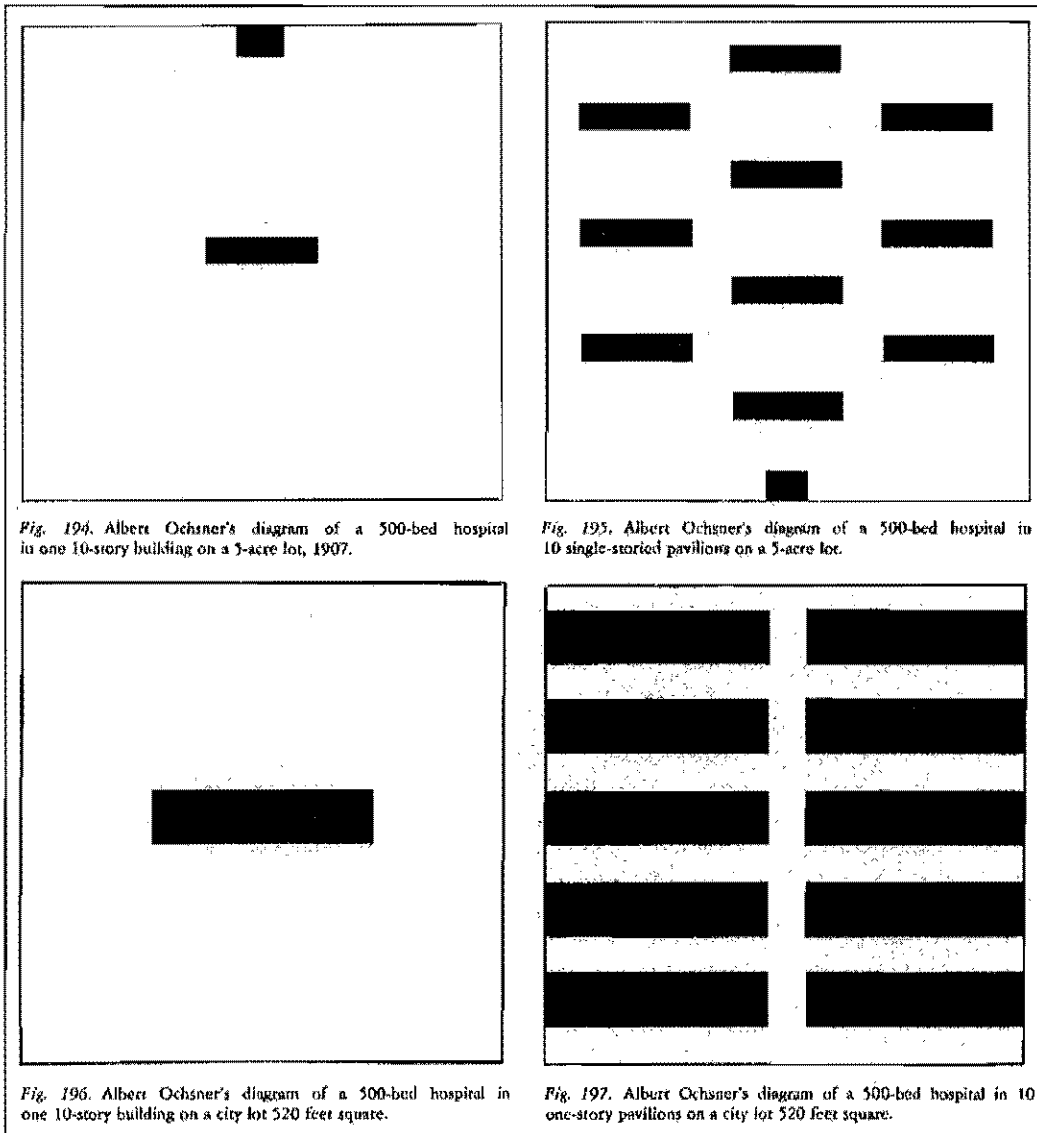 Fig. 194. Albert Ochsner's diagram of a 500-bed hospital
in one 10-story building on a 5-acre lot, 1907.
Fig. 195. Albert Ochsner's diagram of a 500-bed hospital in
10 single-storied pavilions on a 5-acre lot.
Fig. 196. Albert Ochsner's diagram of a 500-bed hospital in
one 10-story building on a city lot 520 feet square.
Fig. 197. Albert Ochsner's diagram of a 500-bed hospital in 10
one-story pavilions on a city lot 520 feet square.